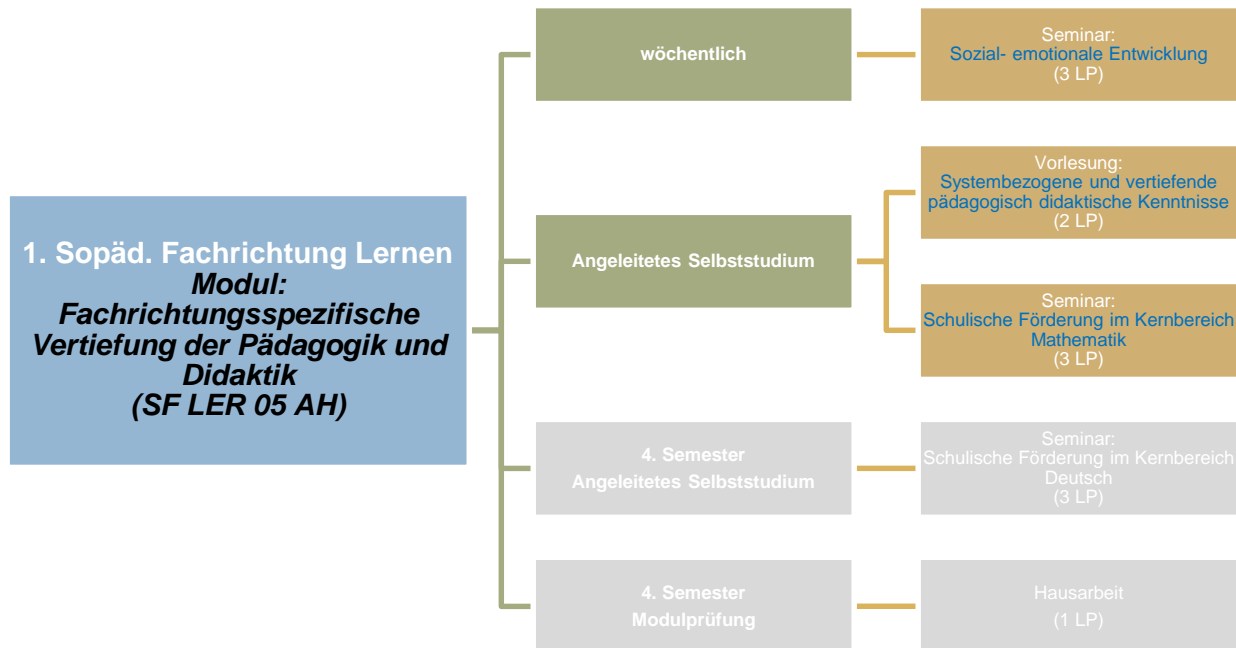 1. Sopäd. Fachrichtung Lernen
Modul:
Fachrichtungsspezifische
Vertiefung der Pädagogik und
Didaktik
(SF LER 05 AH)
wöchentlich
Seminar:
Sozial- emotionale Entwicklung
(3 LP)
Angeleitetes Selbststudium
Vorlesung:
Systembezogene und vertiefende
pädagogisch didaktische Kenntnisse
(2 LP)
Seminar:
Schulische Förderung im Kernbereich
Mathematik
(3 LP)
4. Semester
Angeleitetes Selbststudium
Seminar:
Schulische Förderung im Kernbereich
Deutsch
(3 LP)
4. Semester
Modulprüfung
Hausarbeit
(1 LP)